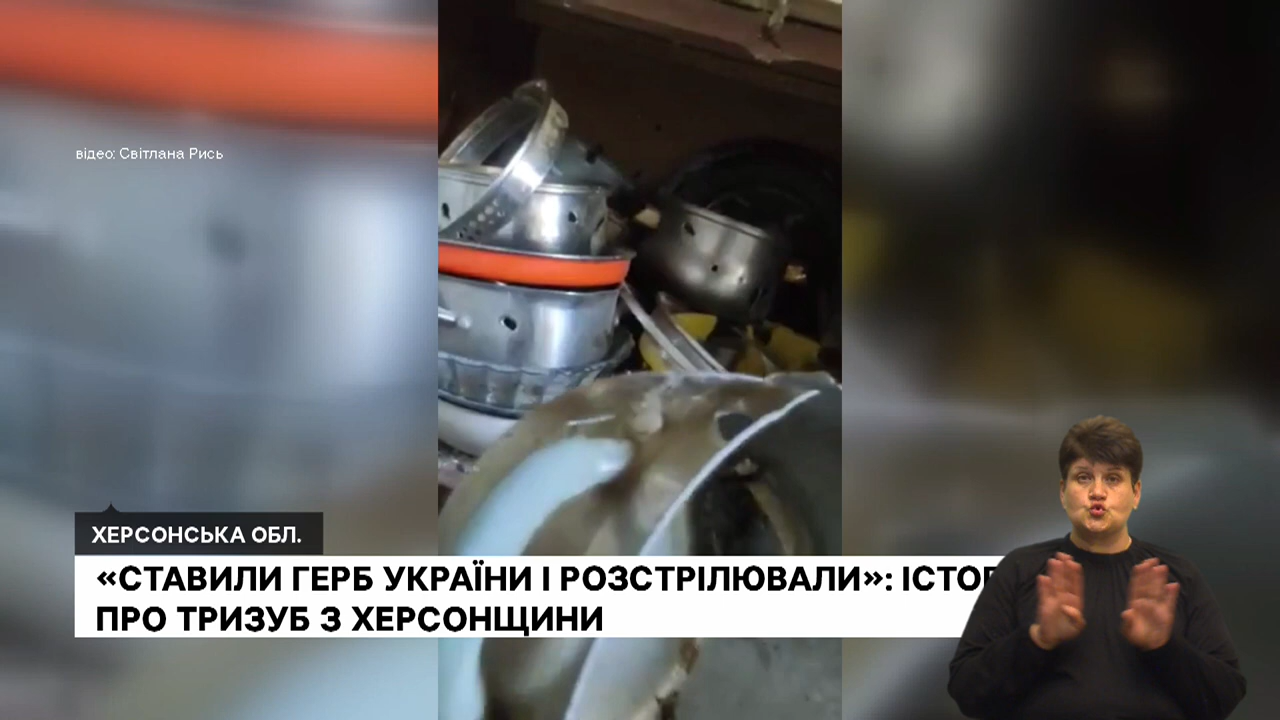 відео: Світлана Рись
ХЕРСОНСЬКА ОБЛ.
«СТАВИЛИ ГЕРБ УКРАЇНИ І РОЗСТРІЛЮВАЛИ»:
ПРО ТРИЗУБ З ХЕРСОНЩИНИ